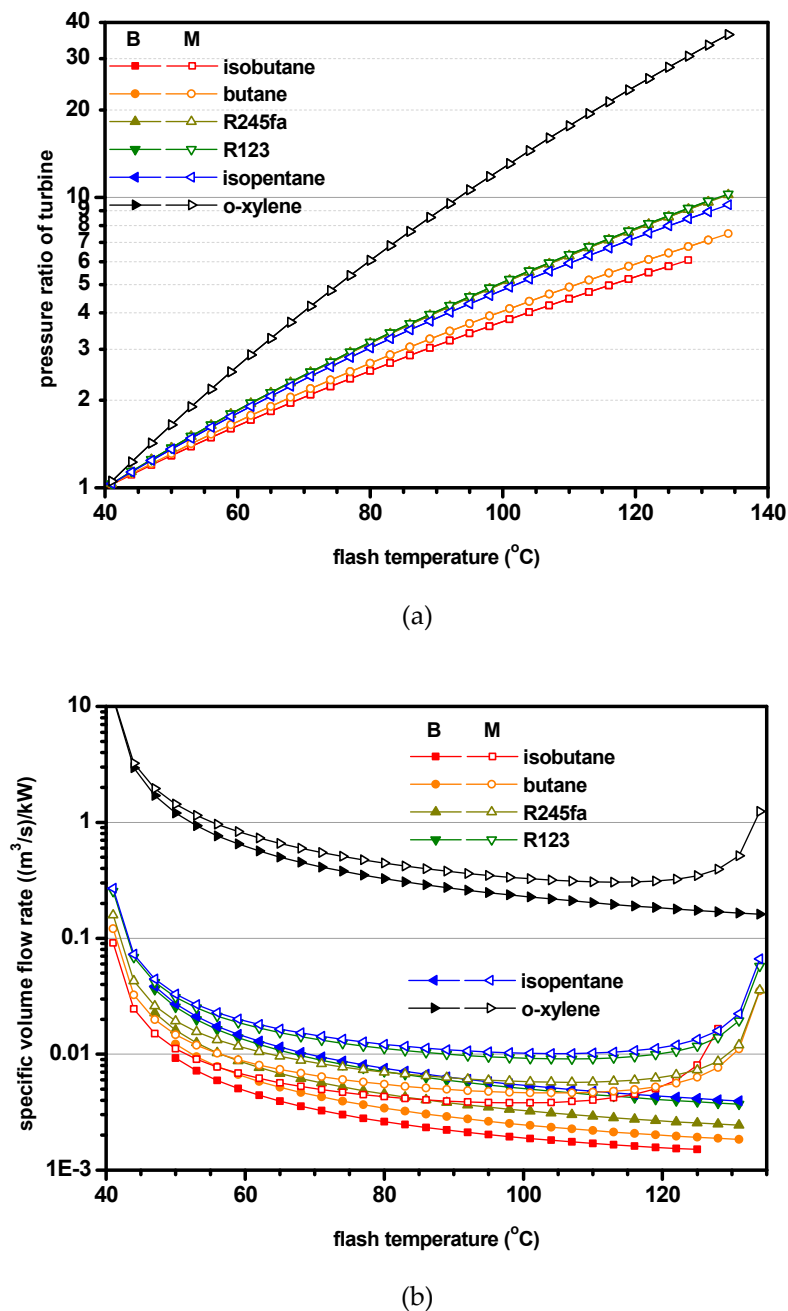 40
30
20
10
9
8
7
6
5
4
3
2
1
pressure ratio of turbine
B M
isobutane
butane
R245fa
R123
isopentane
o-xylene
40 60 80 100 120 140
flash temperature (°C)
(a)
10
1
0.1
0.01
1E-3
specific volume flow rate ((m³/s)/kW)
B M
isobutane
butane
R245fa
R123
isopentane
o-xylene
40 60 80 100 120
flash temperature (°C)
(b)